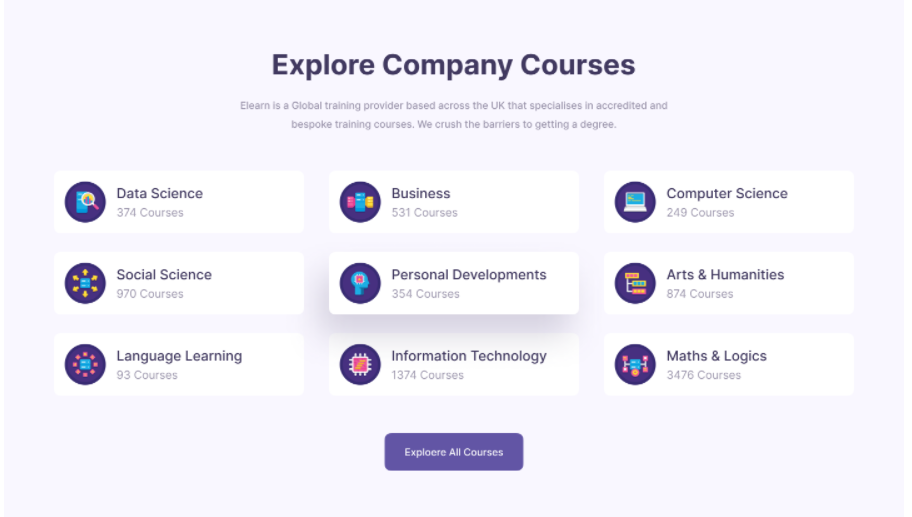 Explore Company Courses
Elearn is a Global training provider based across the UK that specialises in accredited and
bespoke training courses. We crush the barriers to getting a degree.
Data Science
374 Courses
Business
531 Courses
Computer Science
249 Courses
Social Science
970 Courses
Personal Developments
354 Courses
Arts & Humanities
874 Courses
Language Learning
93 Courses
Information Technology
1374 Courses
Maths & Logics
3476 Courses
Exploere All Courses